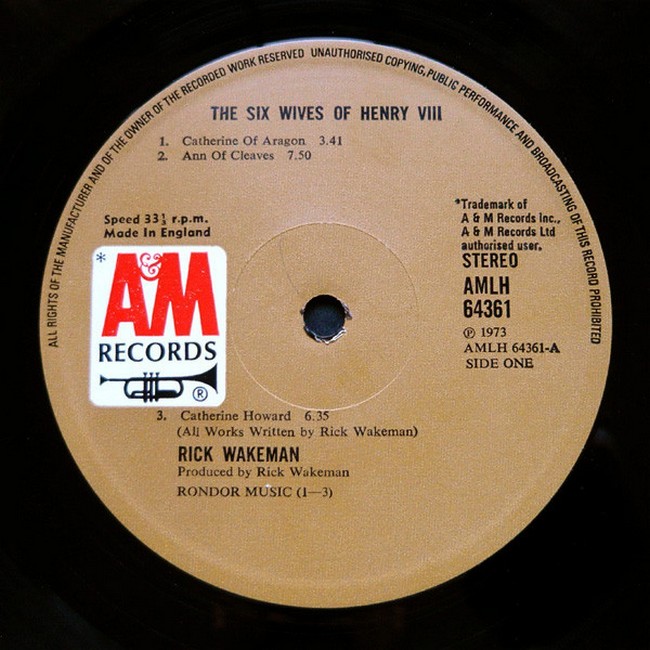 ALL RIGHTS OF THE MANUFACTURER AND OF THE OWNER OF THE RECORDED WORK RESERVED UNAUTHORISED COPYING, PUBLIC PERFORMANCE AND BROADCASTING OF THIS RECORD PROHIBITED
THE SIX WIVES OF HENRY VIII
1. Catherine Of Aragon 3.41
2. Ann Of Cleaves 7.50
Speed 33⅓ r.p.m.
Made In England
*Trademark of
A & M Records Inc.,
A & M Records Ltd
authorised user.
STEREO
AMLH
64361
℗ 1973
AMLH 64361-A
SIDE ONE
*
A&M
RECORDS
®
3. Catherine Howard 6.35
(All Works Written by Rick Wakeman)
RICK WAKEMAN
Produced by Rick Wakeman
RONDOR MUSIC (1—3)